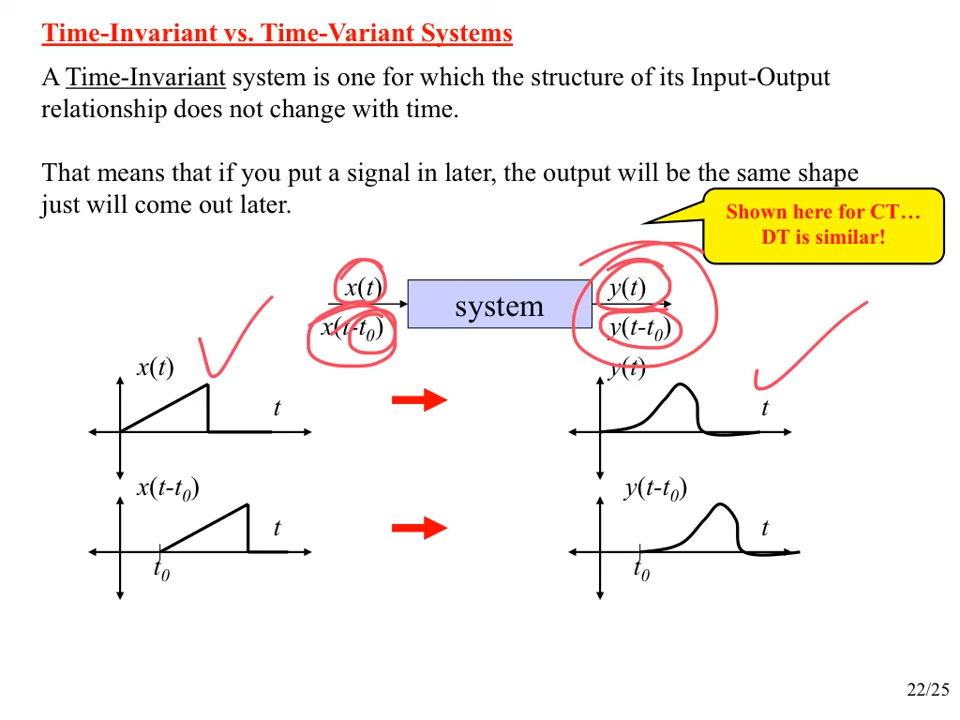 Time-Invariant vs. Time-Variant Systems
A Time-Invariant system is one for which the structure of its Input-Output
relationship does not change with time.
That means that if you put a signal in later, the output will be the same shape
just will come out later.
Shown here for CT…
DT is similar!
x(t)
system
y(t)
x(t-t0)
y(t-t0)
x(t)
t
y(t)
t
x(t-t0)
t
t0
y(t-t0)
t
t0
22/25